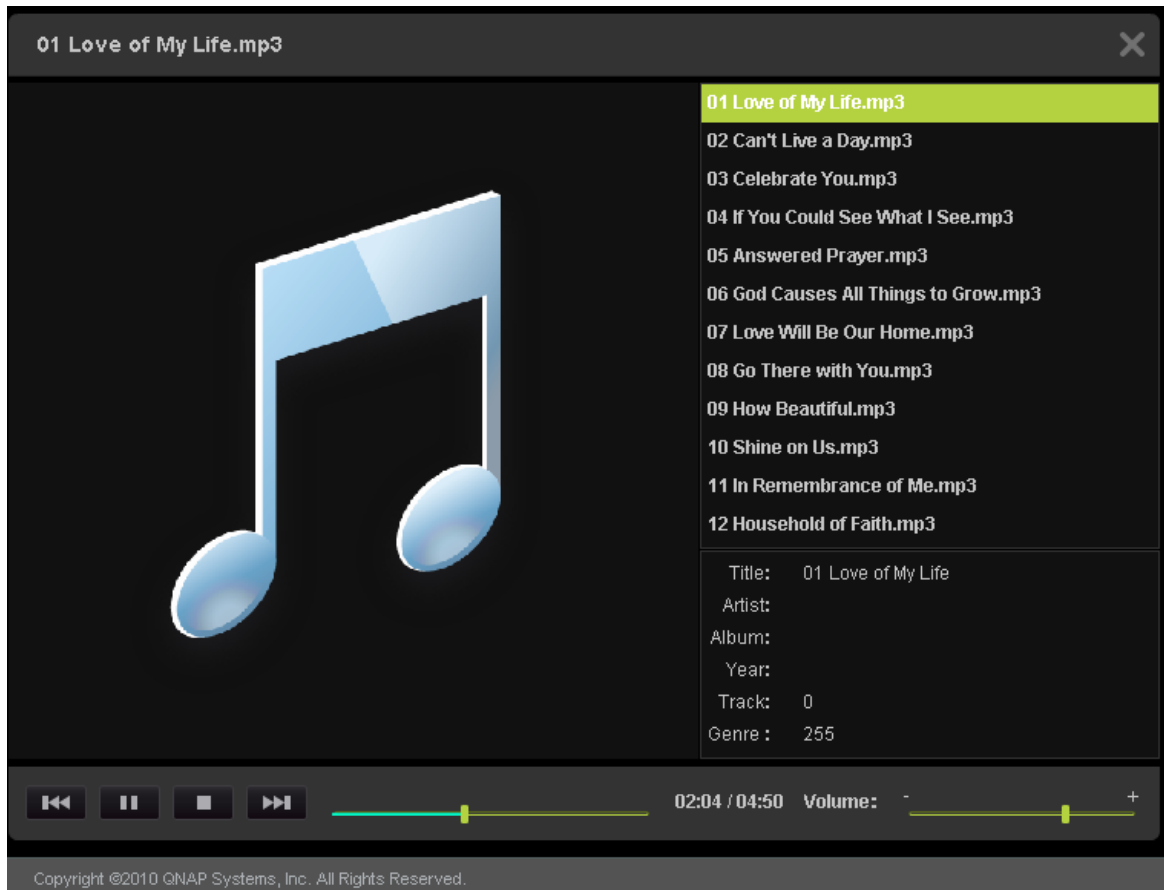 01 Love of My Life.mp3
01 Love of My Life.mp3
02 Can't Live a Day.mp3
03 Celebrate You.mp3
04 If You Could See What I See.mp3
05 Answered Prayer.mp3
06 God Causes All Things to Grow.mp3
07 Love Will Be Our Home.mp3
08 Go There with You.mp3
09 How Beautiful.mp3
10 Shine on Us.mp3
11 In Remembrance of Me.mp3
12 Household of Faith.mp3
Title: 01 Love of My Life
Artist:
Album:
Year:
Track: 0
Genre : 255
02:04 / 04:50 Volume: - +
Copyright ©2010 QNAP Systems, Inc. All Rights Reserved.